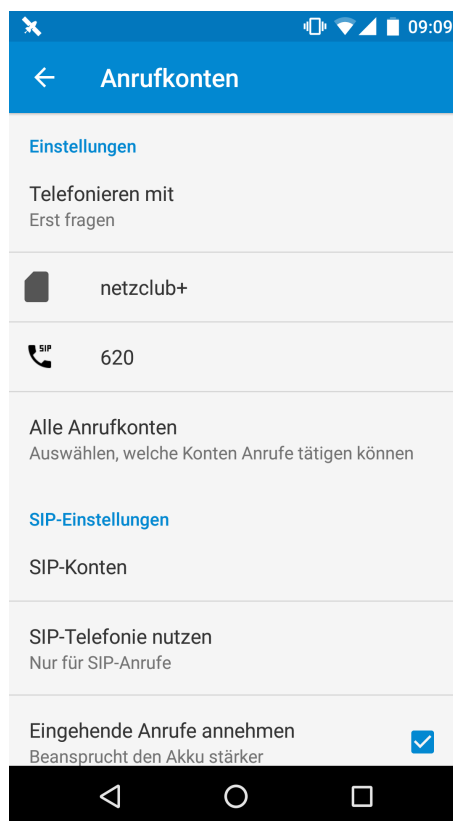 09:09
Anrufkonten
Einstellungen
Telefonieren mit
Erst fragen
netzclub+
SIP
620
Alle Anrufkonten
Auswählen, welche Konten Anrufe tätigen können
SIP-Einstellungen
SIP-Konten
SIP-Telefonie nutzen
Nur für SIP-Anrufe
Eingehende Anrufe annehmen
Beansprucht den Akku stärker